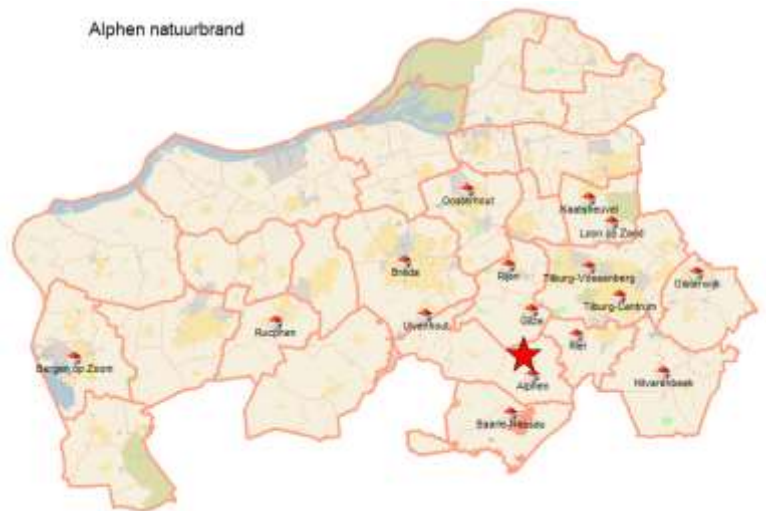 Alphen natuurbrand
Oosterhout
Kaatsheuvel
Loon op Zand
Breda
Rijen
Tilburg-Vossenberg
Oisterwijk
Tilburg-Centrum
Gilze
Ulvenhout
Rucphen
Riel
Bergen op Zoom
Alphen
Hilvarenbeek
Baarle-Nassau